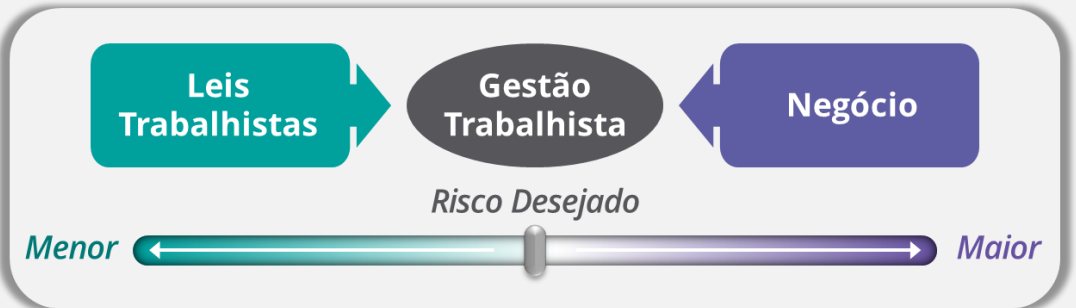 Leis
Trabalhistas
Gestão
Trabalhista
Negócio
Risco Desejado
Menor
Maior